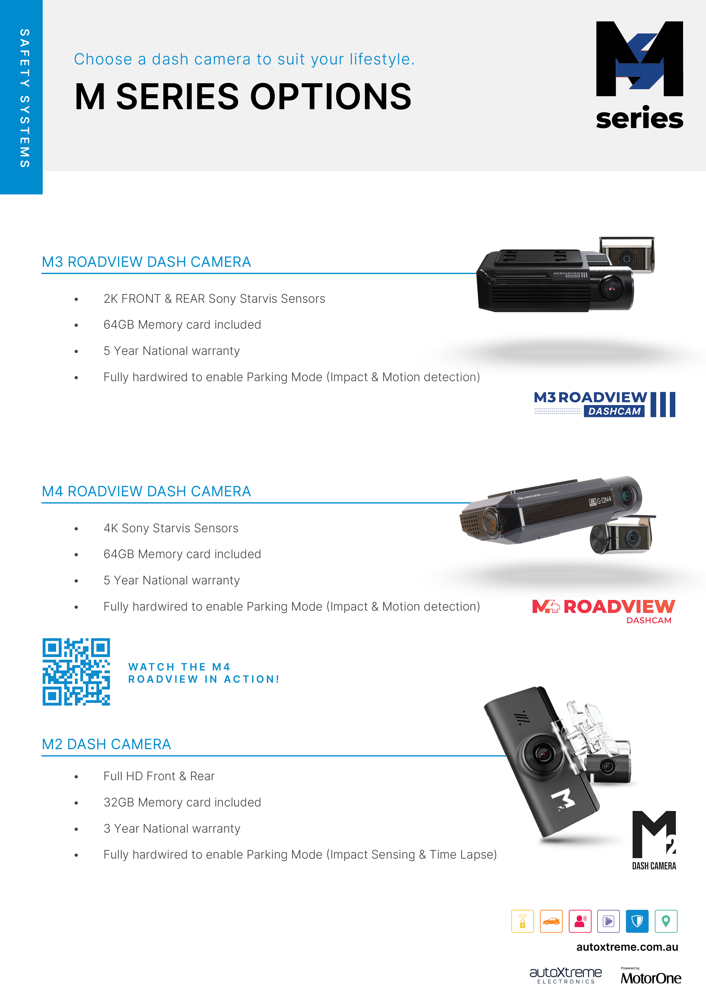 SAFETY SYSTEMS
Choose a dash camera to suit your lifestyle.
M SERIES OPTIONS
M
series
M3 ROADVIEW DASH CAMERA
M3 ROADVIEW
DASHCAM
• 2K FRONT & REAR Sony Starvis Sensors
• 64GB Memory card included
• 5 Year National warranty
• Fully hardwired to enable Parking Mode (Impact & Motion detection)
M3 ROADVIEW
DASHCAM
M4 ROADVIEW DASH CAMERA
withCLOUD
4K G-ON4
• 4K Sony Starvis Sensors
• 64GB Memory card included
• 5 Year National warranty
• Fully hardwired to enable Parking Mode (Impact & Motion detection)
M4 ROADVIEW
DASHCAM
WATCH THE M4
ROADVIEW IN ACTION!
M2 DASH CAMERA
• Full HD Front & Rear
• 32GB Memory card included
• 3 Year National warranty
• Fully hardwired to enable Parking Mode (Impact Sensing & Time Lapse)
M2
M2
DASH CAMERA
autoxtreme.com.au
autoXtreme
ELECTRONICS
Powered by
MotorOne